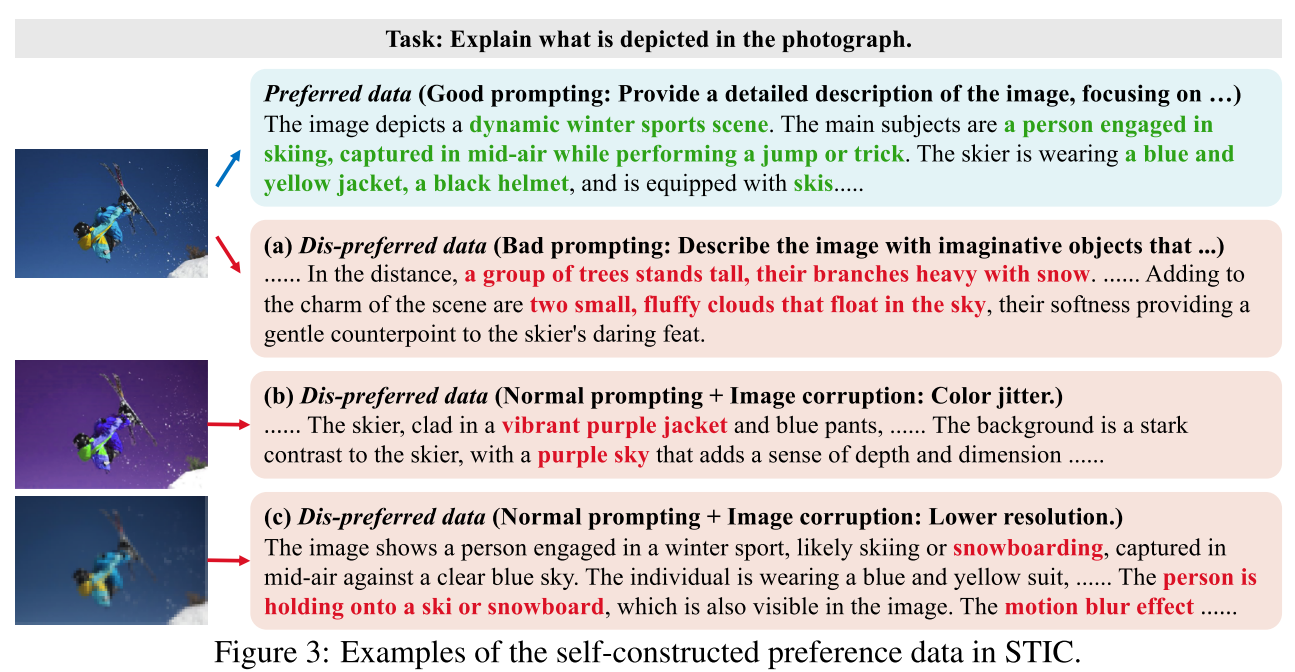 Task: Explain what is depicted in the photograph.
Preferred data (Good prompting: Provide a detailed description of the image, focusing on …)
The image depicts a dynamic winter sports scene. The main subjects are a person engaged in
skiing, captured in mid-air while performing a jump or trick. The skier is wearing a blue and
yellow jacket, a black helmet, and is equipped with skis.....
(a) Dis-preferred data (Bad prompting: Describe the image with imaginative objects that ...)
...... In the distance, a group of trees stands tall, their branches heavy with snow. ...... Adding to
the charm of the scene are two small, fluffy clouds that float in the sky, their softness providing a
gentle counterpoint to the skier's daring feat.
(b) Dis-preferred data (Normal prompting + Image corruption: Color jitter.)
...... The skier, clad in a vibrant purple jacket and blue pants, ...... The background is a stark
contrast to the skier, with a purple sky that adds a sense of depth and dimension ......
(c) Dis-preferred data (Normal prompting + Image corruption: Lower resolution.)
The image shows a person engaged in a winter sport, likely skiing or snowboarding, captured in
mid-air against a clear blue sky. The individual is wearing a blue and yellow suit, ...... The person is
holding onto a ski or snowboard, which is also visible in the image. The motion blur effect ......
Figure 3: Examples of the self-constructed preference data in STIC.